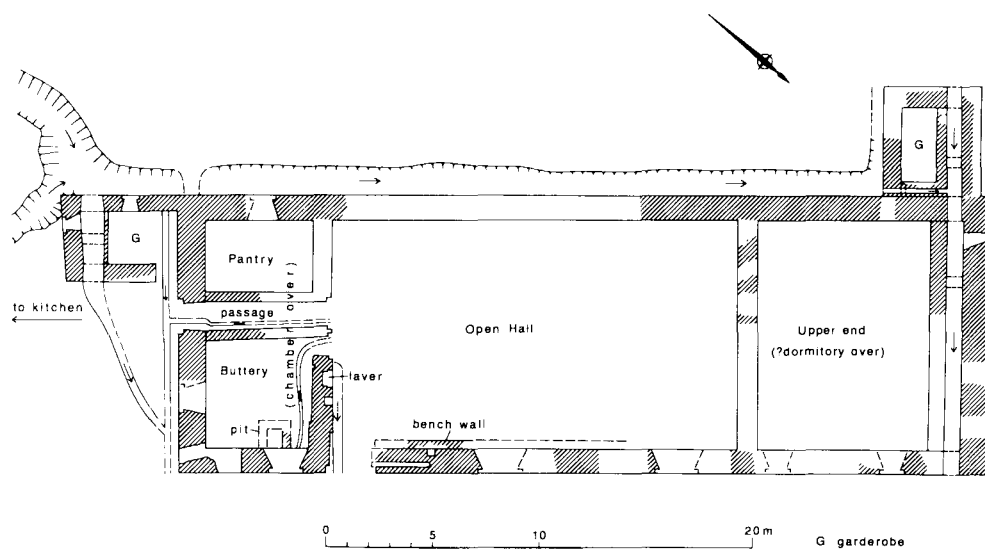 G
G
Pantry
to kitchen
passage
(chamber over)
Open Hall
Upper end
(?dormitory over)
Buttery
laver
bench wall
pit
0 5 10 20m
G garderobe